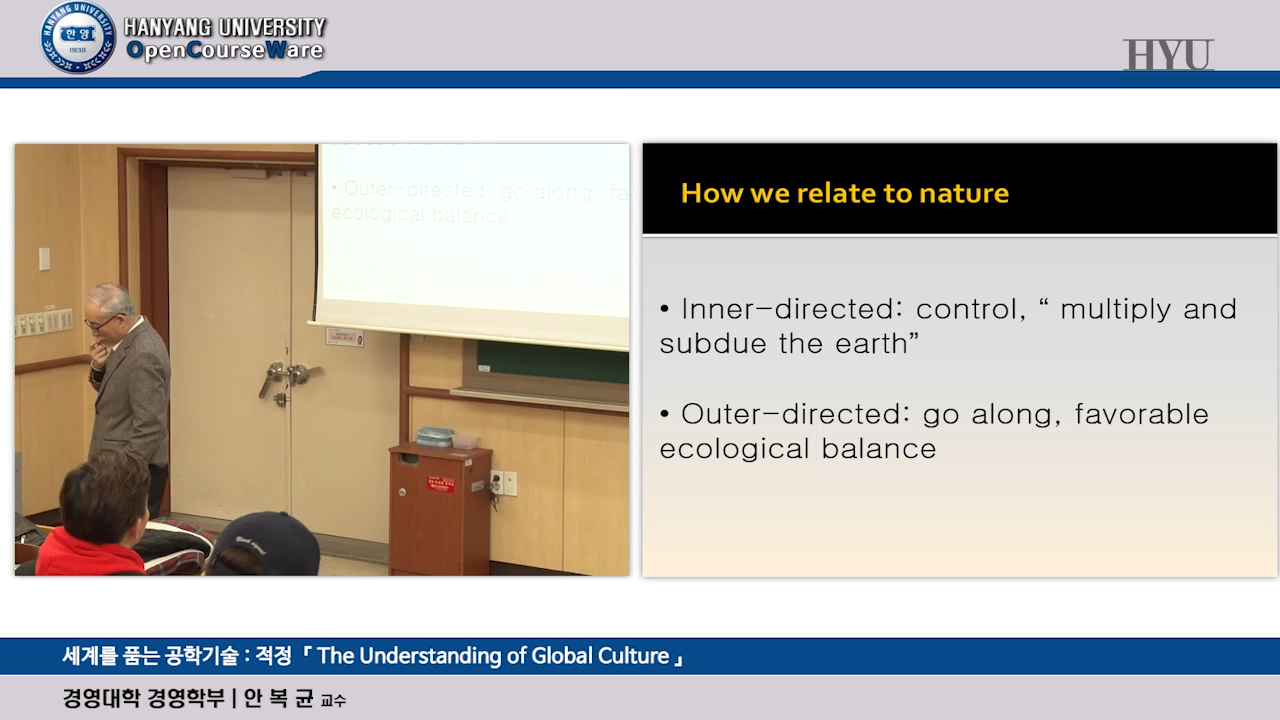 HANYANG UNIVERSITY
한양
1939
HANYANG UNIVERSITY
OpenCourseWare
HYU
• Outer-directed: go along, fa
ecological balance
How we relate to nature
• Inner-directed: control, “ multiply and
subdue the earth”
• Outer-directed: go along, favorable
ecological balance
세계를 품는 공학기술 : 적정 「 The Understanding of Global Culture 」
경영대학 경영학부 | 안 복 균 교수